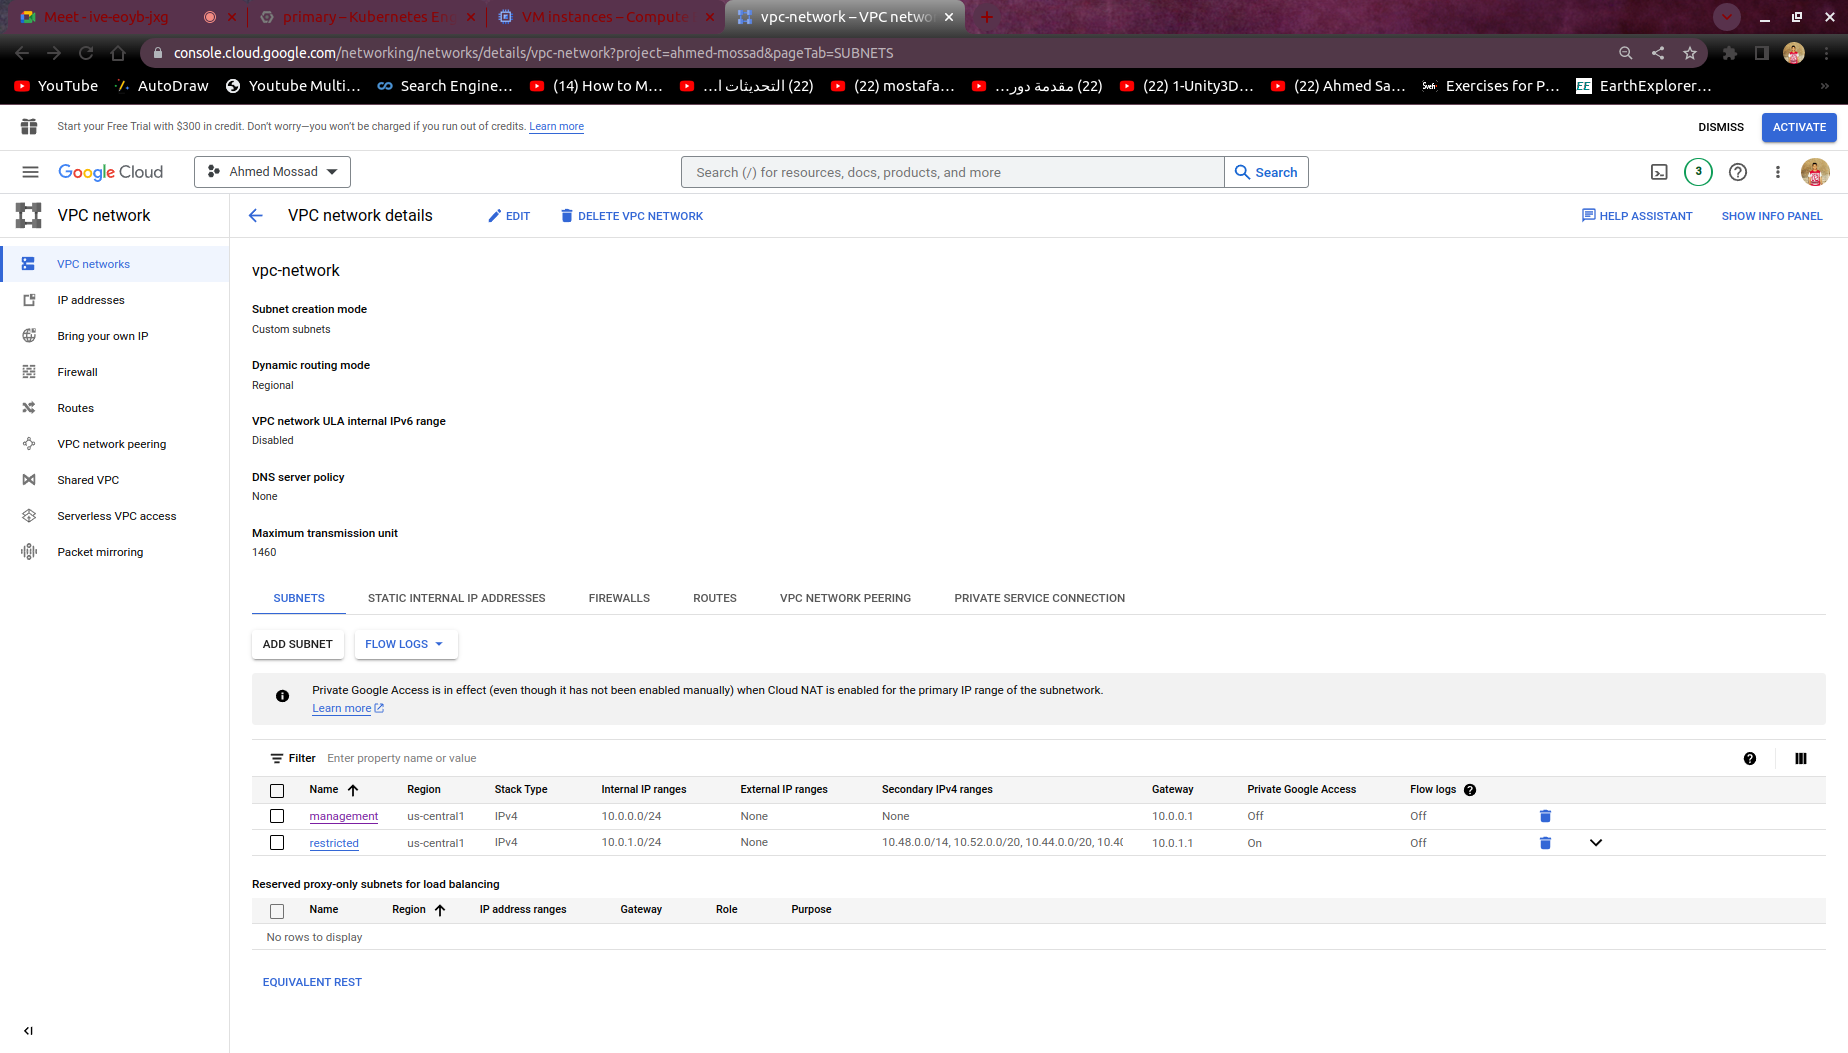 Meet - ive-eoyb-jxg
primary – Kubernetes En
VM instances – Compute
vpc-network – VPC netwo
console.cloud.google.com/networking/networks/details/vpc-network?project=ahmed-mossad&pageTab=SUBNETS
YouTube
AutoDraw
Youtube Multi...
Search Engine...
(14) How to M...
(22) التحديثات ا...
(22) mostafa...
(22) مقدمة دور...
(22) 1-Unity3D...
(22) Ahmed Sa...
Exercises for P...
EarthExplorer...
Start your Free Trial with $300 in credit. Don't worry—you won't be charged if you run out of credits. Learn more
DISMISS
ACTIVATE
Google Cloud
Ahmed Mossad
Search (/) for resources, docs, products, and more
Search
3
VPC network
VPC network details
EDIT
DELETE VPC NETWORK
HELP ASSISTANT
SHOW INFO PANEL
VPC networks
IP addresses
Bring your own IP
Firewall
Routes
VPC network peering
Shared VPC
Serverless VPC access
Packet mirroring
vpc-network
Subnet creation mode
Custom subnets
Dynamic routing mode
Regional
VPC network ULA internal IPv6 range
Disabled
DNS server policy
None
Maximum transmission unit
1460
SUBNETS STATIC INTERNAL IP ADDRESSES FIREWALLS ROUTES VPC NETWORK PEERING PRIVATE SERVICE CONNECTION
ADD SUBNET FLOW LOGS
Private Google Access is in effect (even though it has not been enabled manually) when Cloud NAT is enabled for the primary IP range of the subnetwork.
Learn more
Filter Enter property name or value
Name Region Stack Type Internal IP ranges External IP ranges Secondary IPv4 ranges Gateway Private Google Access Flow logs
management us-central1 IPv4 10.0.0.0/24 None None 10.0.0.1 Off Off
restricted us-central1 IPv4 10.0.1.0/24 None 10.48.0.0/14, 10.52.0.0/20, 10.44.0.0/20, 10.40 10.0.1.1 On Off
Reserved proxy-only subnets for load balancing
Name Region IP address ranges Gateway Role Purpose
No rows to display
EQUIVALENT REST